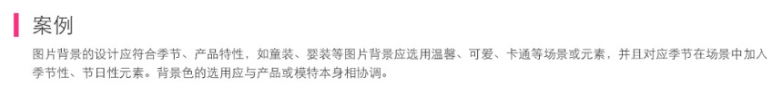 案例
图片背景的设计应符合季节、产品特性，如童装、婴装等图片背景应选用温馨、可爱、卡通等场景或元素，并且对应季节在场景中加入
季节性、节日性元素。背景色的选用应与产品或模特本身相协调。